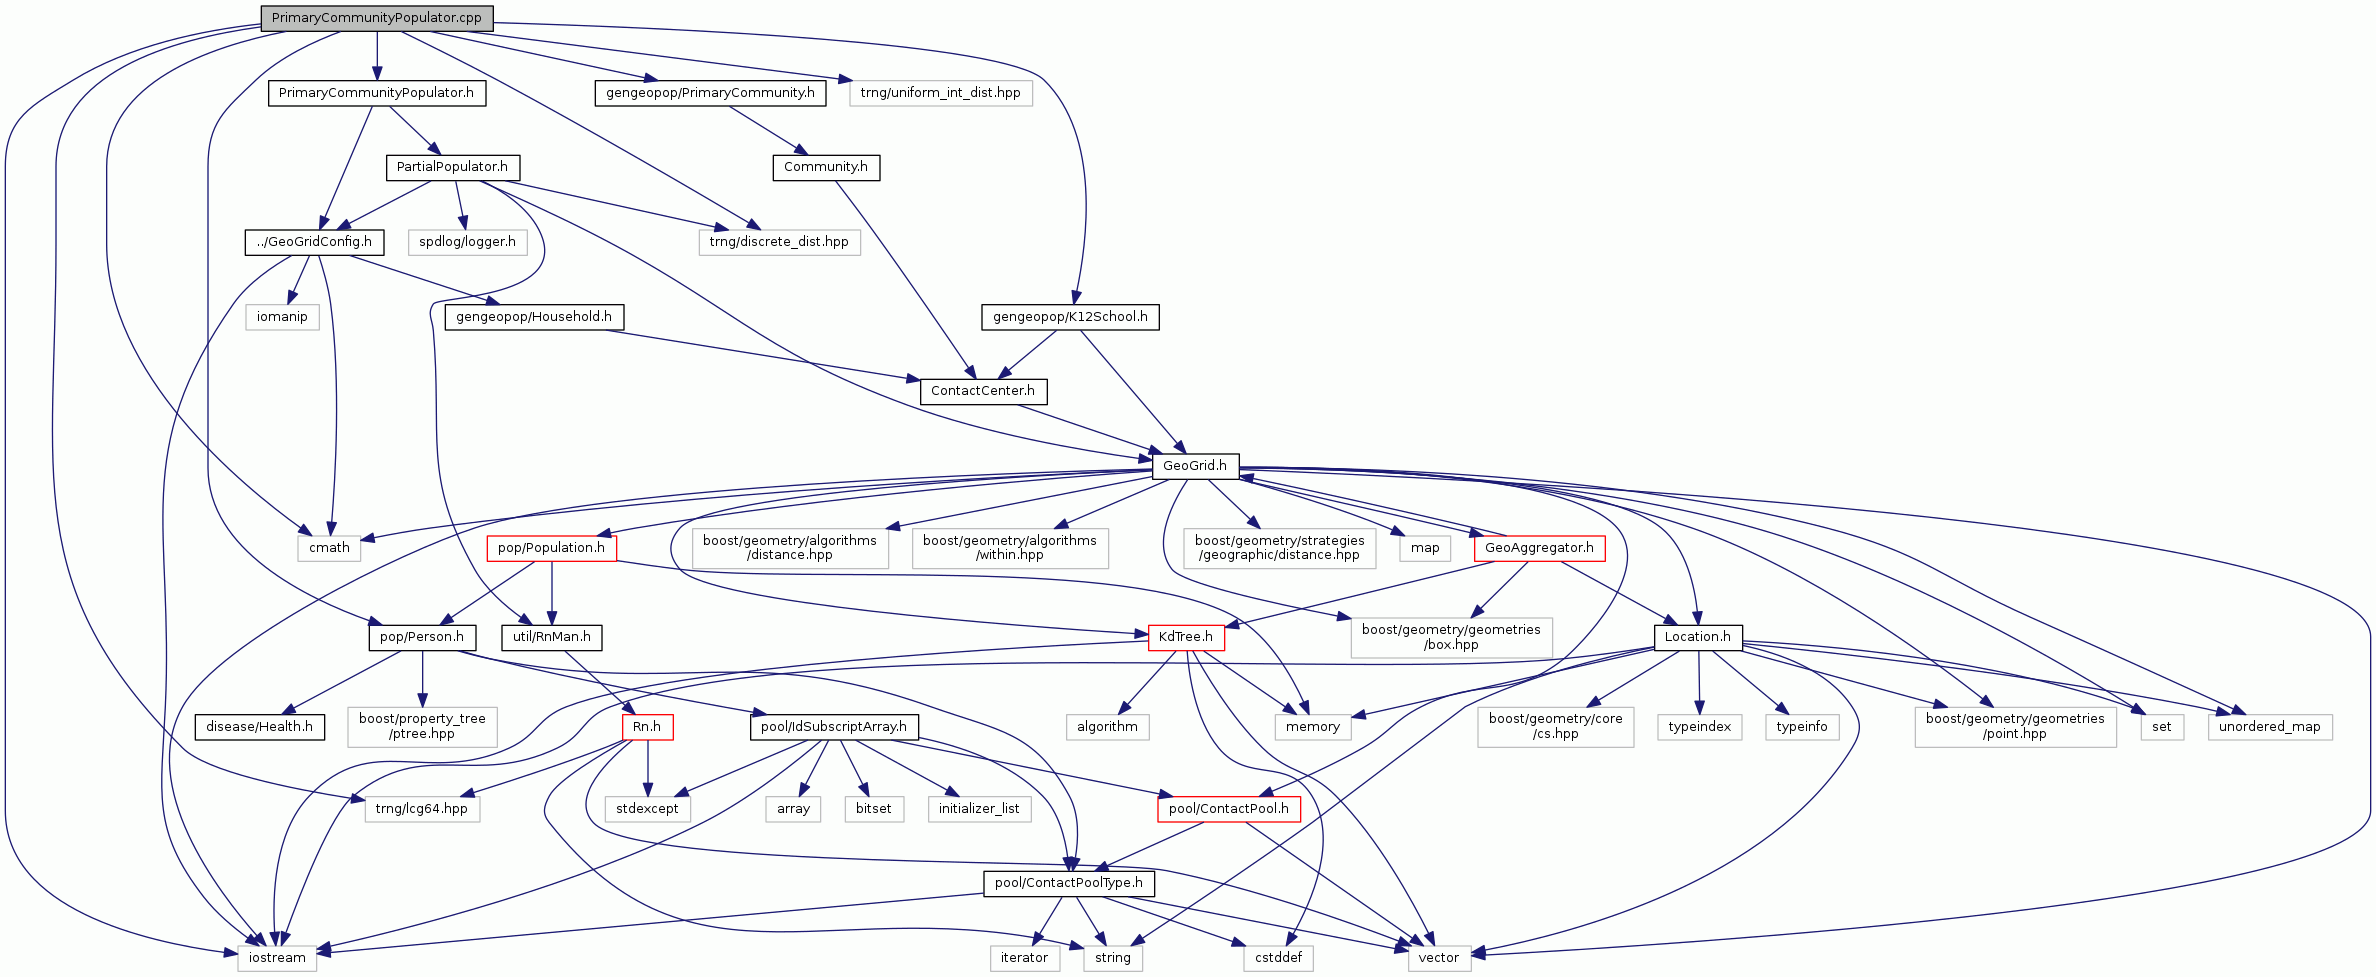 PrimaryCommunityPopulator.cpp
PrimaryCommunityPopulator.h
gengeopop/PrimaryCommunity.h
trng/uniform_int_dist.hpp
PartialPopulator.h
Community.h
../GeoGridConfig.h
spdlog/logger.h
trng/discrete_dist.hpp
iomanip
gengeopop/Household.h
gengeopop/K12School.h
ContactCenter.h
GeoGrid.h
cmath
pop/Population.h
boost/geometry/algorithms
/distance.hpp
boost/geometry/algorithms
/within.hpp
boost/geometry/strategies
/geographic/distance.hpp
map
GeoAggregator.h
pop/Person.h
util/RnMan.h
KdTree.h
boost/geometry/geometries
/box.hpp
Location.h
disease/Health.h
boost/property_tree
/ptree.hpp
Rn.h
pool/IdSubscriptArray.h
algorithm
memory
boost/geometry/core
/cs.hpp
typeindex
typeinfo
boost/geometry/geometries
/point.hpp
set
unordered_map
trng/lcg64.hpp
stdexcept
array
bitset
initializer_list
pool/ContactPool.h
pool/ContactPoolType.h
iostream
iterator
string
cstddef
vector